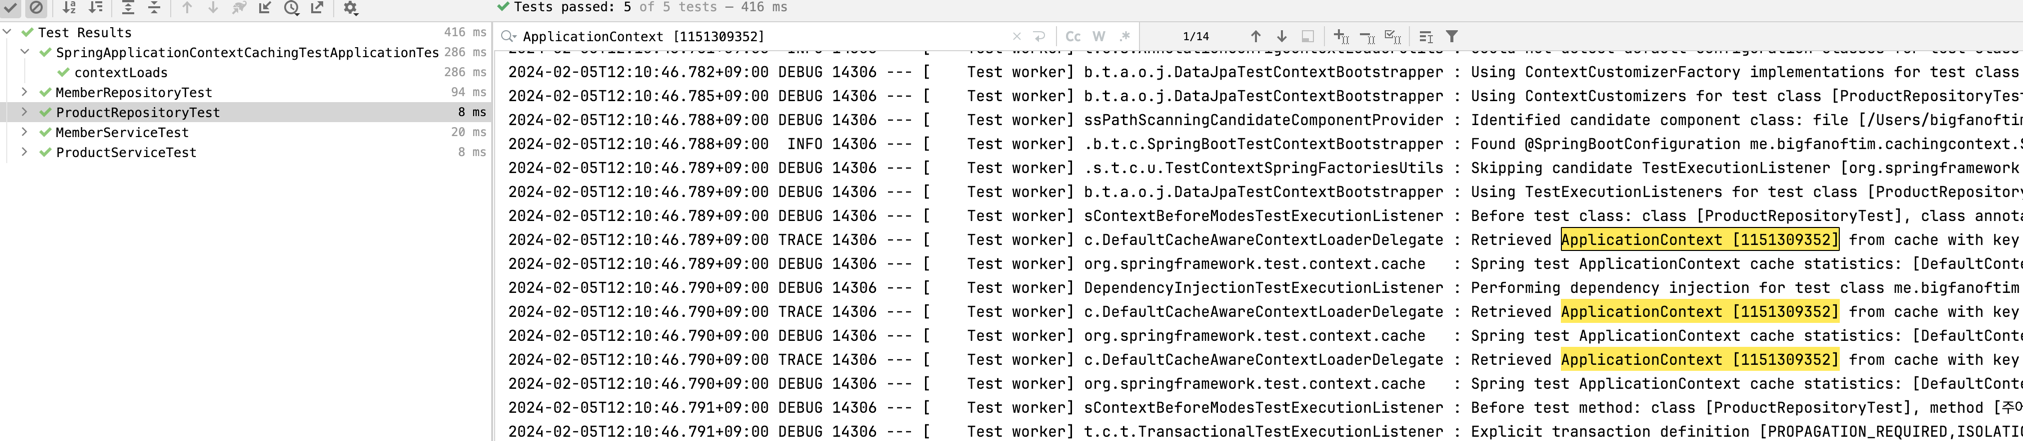 Tests passed: 5 of 5 tests – 416 ms
Test Results 416 ms
SpringApplicationContextCachingTestApplicationTes 286 ms
contextLoads 286 ms
MemberRepositoryTest 94 ms
ProductRepositoryTest 8 ms
MemberServiceTest 20 ms
ProductServiceTest 8 ms
ApplicationContext [1151309352] Cc W .* 1/14
2024-02-05T12:10:46.782+09:00 DEBUG 14306 --- [    Test worker] b.t.a.o.j.DataJpaTestContextBootstrapper : Using ContextCustomizerFactory implementations for test class
2024-02-05T12:10:46.785+09:00 DEBUG 14306 --- [    Test worker] b.t.a.o.j.DataJpaTestContextBootstrapper : Using ContextCustomizers for test class [ProductRepositoryTest
2024-02-05T12:10:46.788+09:00 DEBUG 14306 --- [    Test worker] ssPathScanningCandidateComponentProvider : Identified candidate component class: file [/Users/bigfanoftim
2024-02-05T12:10:46.788+09:00  INFO 14306 --- [    Test worker] .b.t.c.SpringBootTestContextBootstrapper : Found @SpringBootConfiguration me.bigfanoftim.cachingcontext.S
2024-02-05T12:10:46.789+09:00 DEBUG 14306 --- [    Test worker] .s.t.c.u.TestContextSpringFactoriesUtils : Skipping candidate TestExecutionListener [org.springframework
2024-02-05T12:10:46.789+09:00 DEBUG 14306 --- [    Test worker] b.t.a.o.j.DataJpaTestContextBootstrapper : Using TestExecutionListeners for test class [ProductRepository
2024-02-05T12:10:46.789+09:00 DEBUG 14306 --- [    Test worker] sContextBeforeModesTestExecutionListener : Before test class: class [ProductRepositoryTest], class annota
2024-02-05T12:10:46.789+09:00 TRACE 14306 --- [    Test worker] c.DefaultCacheAwareContextLoaderDelegate : Retrieved ApplicationContext [1151309352] from cache with key
2024-02-05T12:10:46.789+09:00 DEBUG 14306 --- [    Test worker] org.springframework.test.context.cache   : Spring test ApplicationContext cache statistics: [DefaultConte
2024-02-05T12:10:46.790+09:00 DEBUG 14306 --- [    Test worker] DependencyInjectionTestExecutionListener : Performing dependency injection for test class me.bigfanoftim
2024-02-05T12:10:46.790+09:00 TRACE 14306 --- [    Test worker] c.DefaultCacheAwareContextLoaderDelegate : Retrieved ApplicationContext [1151309352] from cache with key
2024-02-05T12:10:46.790+09:00 DEBUG 14306 --- [    Test worker] org.springframework.test.context.cache   : Spring test ApplicationContext cache statistics: [DefaultConte
2024-02-05T12:10:46.790+09:00 TRACE 14306 --- [    Test worker] c.DefaultCacheAwareContextLoaderDelegate : Retrieved ApplicationContext [1151309352] from cache with key
2024-02-05T12:10:46.790+09:00 DEBUG 14306 --- [    Test worker] org.springframework.test.context.cache   : Spring test ApplicationContext cache statistics: [DefaultConte
2024-02-05T12:10:46.791+09:00 DEBUG 14306 --- [    Test worker] sContextBeforeModesTestExecutionListener : Before test method: class [ProductRepositoryTest], method [주어
2024-02-05T12:10:46.791+09:00 DEBUG 14306 --- [    Test worker] t.c.t.TransactionalTestExecutionListener : Explicit transaction definition [PROPAGATION_REQUIRED,ISOLATIO